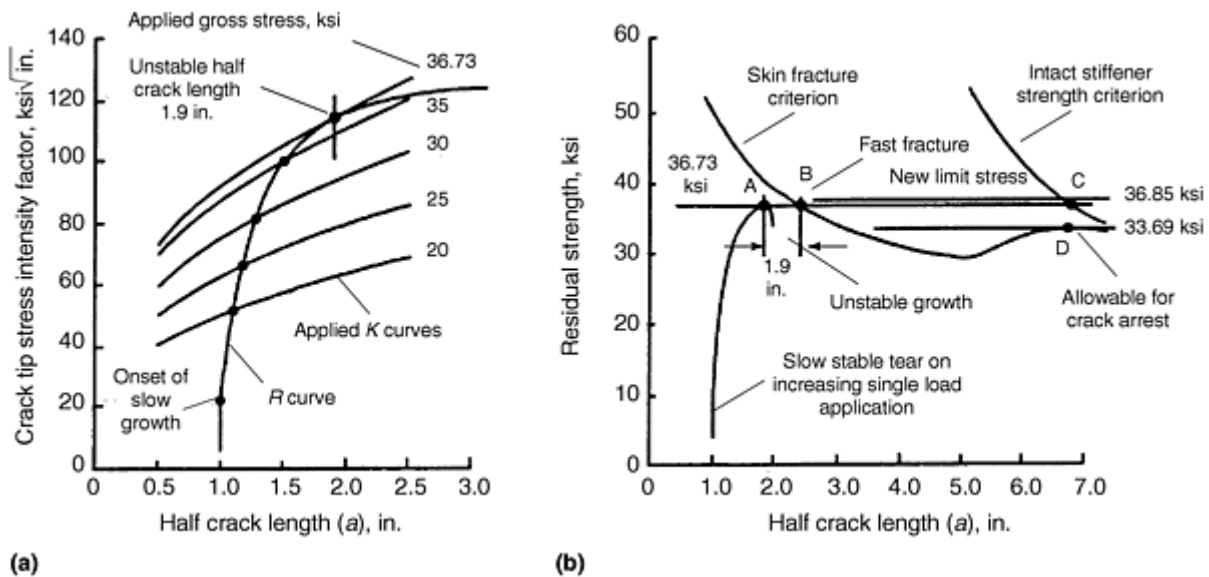 Applied gross stress, ksi
140
120
100
80
60
40
20
0
Crack tip stress intensity factor, ksi√in.
Unstable half
crack length
1.9 in.
36.73
35
30
25
20
Applied K curves
Onset of
slow
growth
R curve
0
0.5
1.0
1.5
2.0
2.5
3.0
Half crack length (a), in.
(a)
60
50
40
30
20
10
0
Residual strength, ksi
Skin fracture
criterion
Intact stiffener
strength criterion
Fast fracture
36.73
ksi
A
B
New limit stress
C
36.85 ksi
33.69 ksi
D
1.9
in.
Unstable growth
Allowable for
crack arrest
Slow stable tear on
increasing single load
application
0
1.0
2.0
3.0
4.0
5.0
6.0
7.0
Half crack length (a), in.
(b)